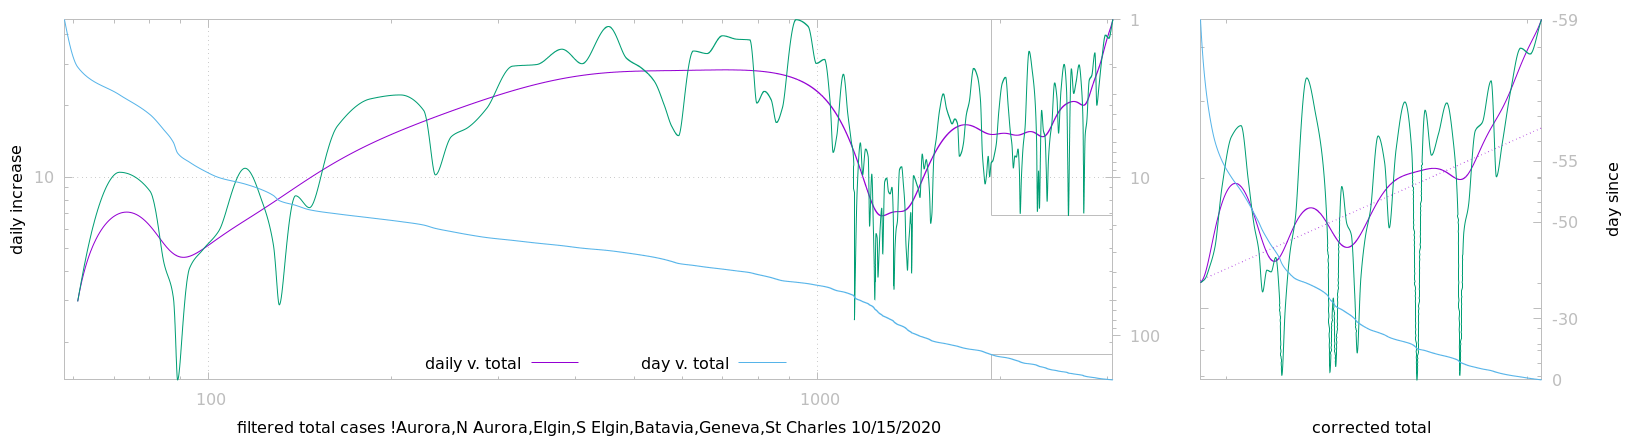 1
-59
10
10
-55
daily increase
day since
-50
-30
100
daily v. total
day v. total
0
100
1000
filtered total cases !Aurora,N Aurora,Elgin,S Elgin,Batavia,Geneva,St Charles 10/15/2020
corrected total